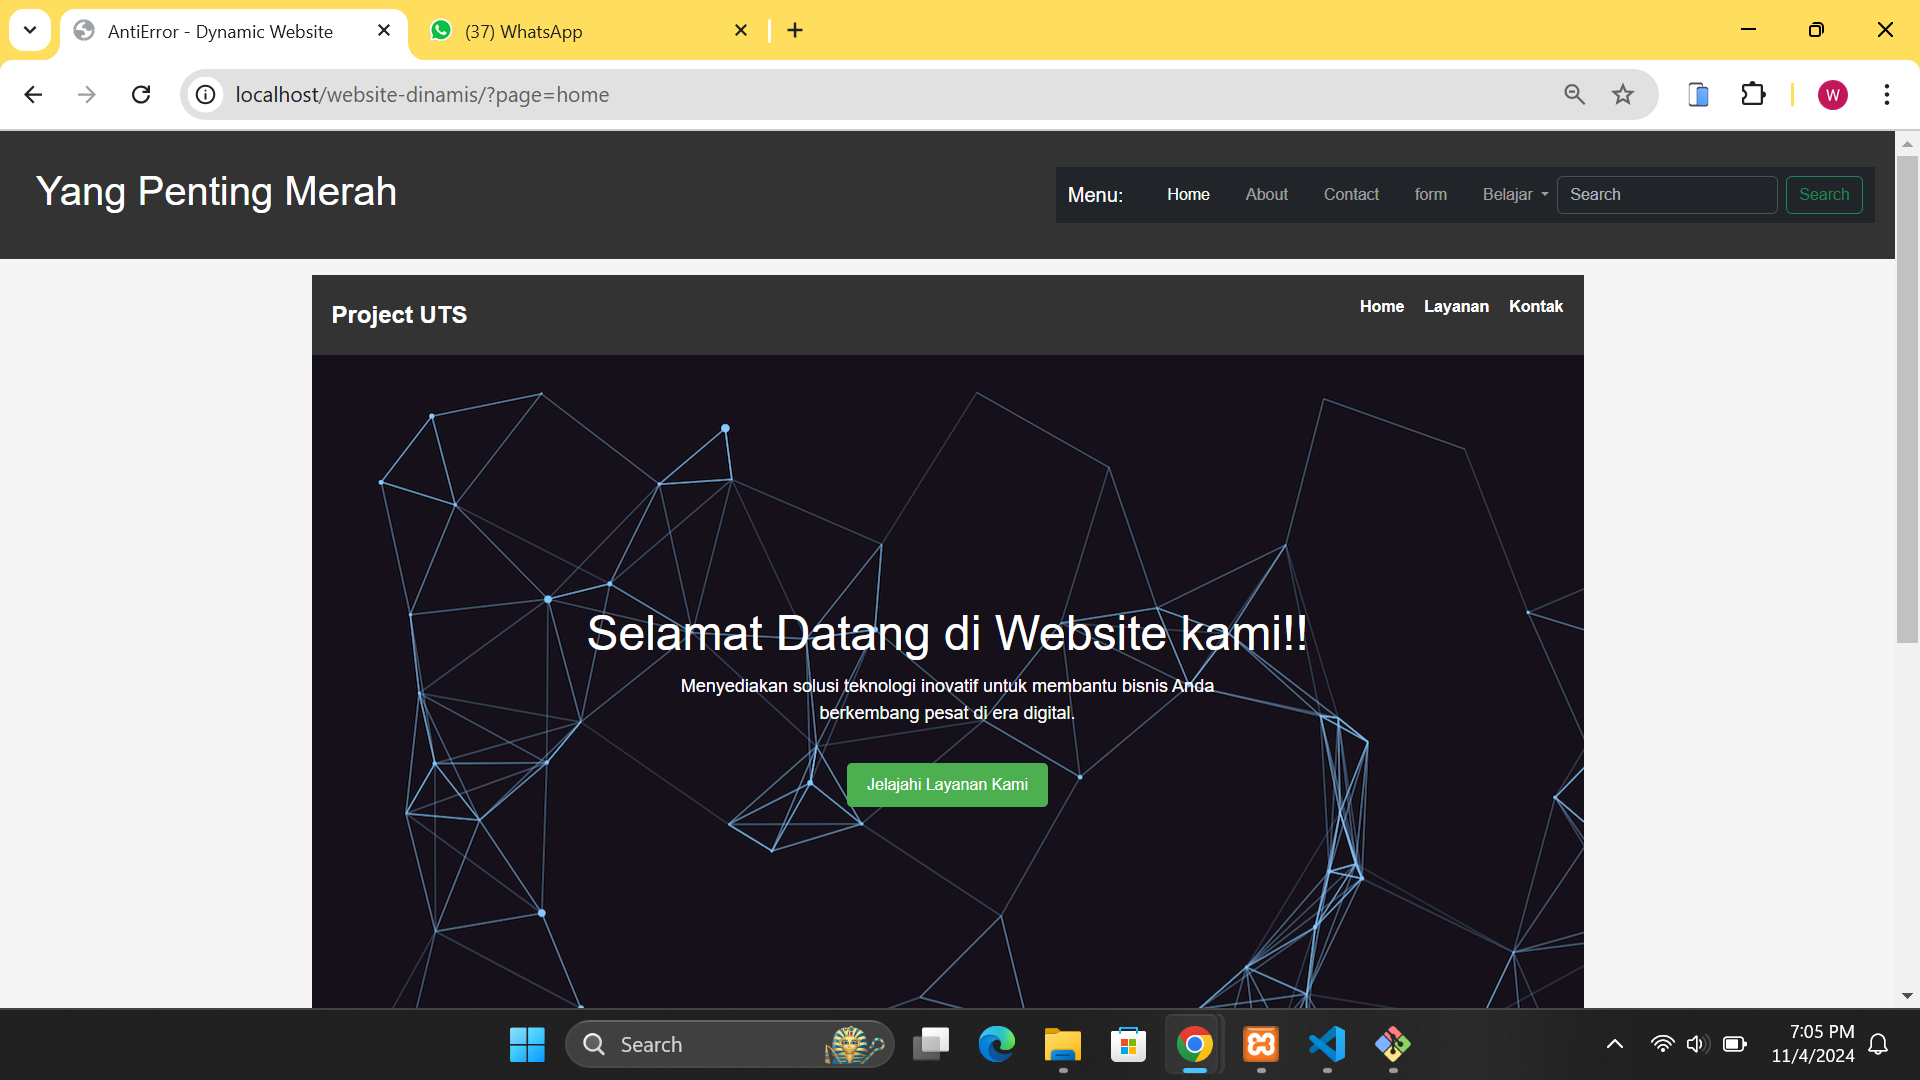 AntiError - Dynamic Website
(37) WhatsApp
localhost/website-dinamis/?page=home
W
Yang Penting Merah
Menu: Home About Contact form Belajar Search Search
Project UTS
Home Layanan Kontak
Selamat Datang di Website kami!!
Menyediakan solusi teknologi inovatif untuk membantu bisnis Anda
berkembang pesat di era digital.
Jelajahi Layanan Kami
Search
7:05 PM
11/4/2024